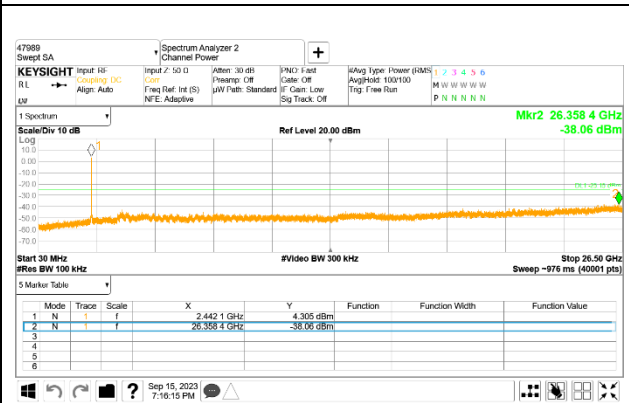 47989
Swept SA
Spectrum Analyzer 2
Channel Power
+
KEYSIGHT
RL
Input: RF
Coupling: DC
Align: Auto
Input Z: 50 Ω
Corr
Freq Ref: Int (S)
NFE: Adaptive
Atten: 30 dB
Preamp: Off
µW Path: Standard
PNO: Fast
Gate: Off
IF Gain: Low
Sig Track: Off
#Avg Type: Power (RMS
Avg|Hold: 100/100
Trig: Free Run
1 2 3 4 5 6
M W W W W W
P N N N N N
1 Spectrum
Scale/Div 10 dB
Ref Level 20.00 dBm
Mkr2 26.358 4 GHz
-38.06 dBm
Log
10.0
0.00
-10.0
-20.0
-30.0
-40.0
-50.0
-60.0
-70.0
1
2
Start 30 MHz
#Video BW 300 kHz
Stop 26.50 GHz
#Res BW 100 kHz
Sweep ~976 ms (40001 pts)
5 Marker Table
Mode Trace Scale X Y Function Function Width Function Value
1 N 1 f 2.442 1 GHz 4.305 dBm
2 N 1 f 26.358 4 GHz -38.06 dBm
3
4
5
6
?
Sep 15, 2023
7:16:15 PM